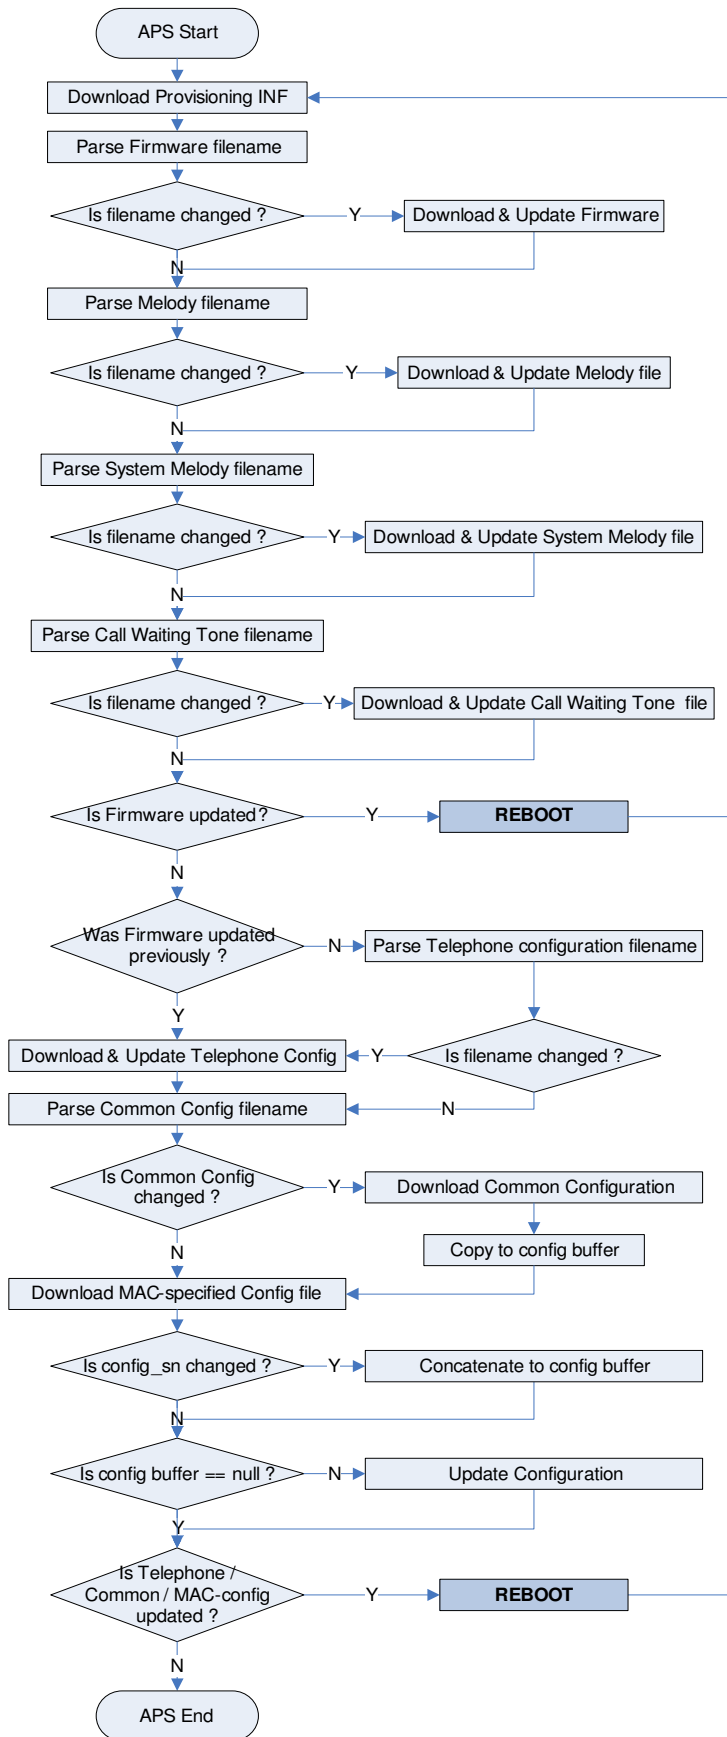 APS Start
Download Provisioning INF
Parse Firmware filename
Is filename changed ?
Y
Download & Update Firmware
N
Parse Melody filename
Is filename changed ?
Y
Download & Update Melody file
N
Parse System Melody filename
Is filename changed ?
Y
Download & Update System Melody file
N
Parse Call Waiting Tone filename
Is filename changed ?
Y
Download & Update Call Waiting Tone file
N
Is Firmware updated?
Y
REBOOT
N
Was Firmware updated
previously ?
N
Parse Telephone configuration filename
Y
Download & Update Telephone Config
Y
Is filename changed ?
Parse Common Config filename
N
Is Common Config
changed ?
Y
Download Common Configuration
N
Copy to config buffer
Download MAC-specified Config file
Is config_sn changed ?
Y
Concatenate to config buffer
N
Is config buffer == null ?
N
Update Configuration
Y
Is Telephone /
Common / MAC-config
updated ?
Y
REBOOT
N
APS End